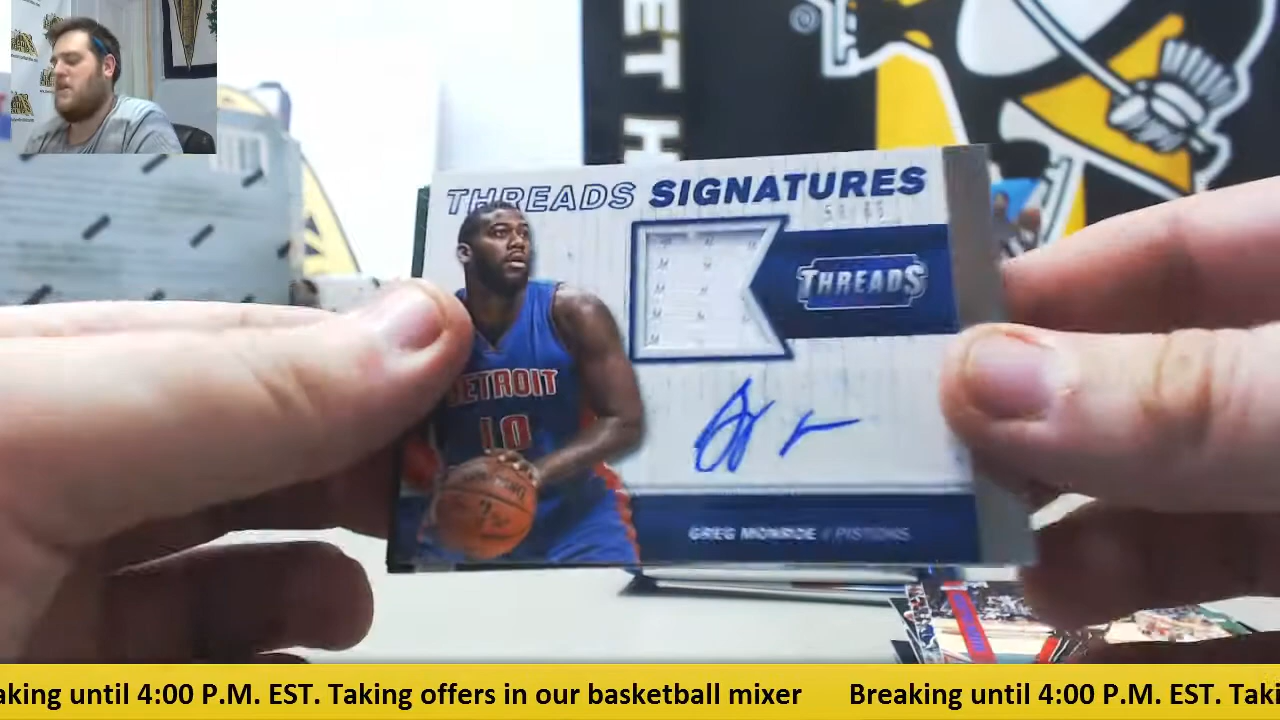 ET H
THREADS SIGNATURES
THREADS
DETROIT
10
GREG MONROE / PISTONS
aking until 4:00 P.M. EST. Taking offers in our basketball mixer Breaking until 4:00 P.M. EST. Taki